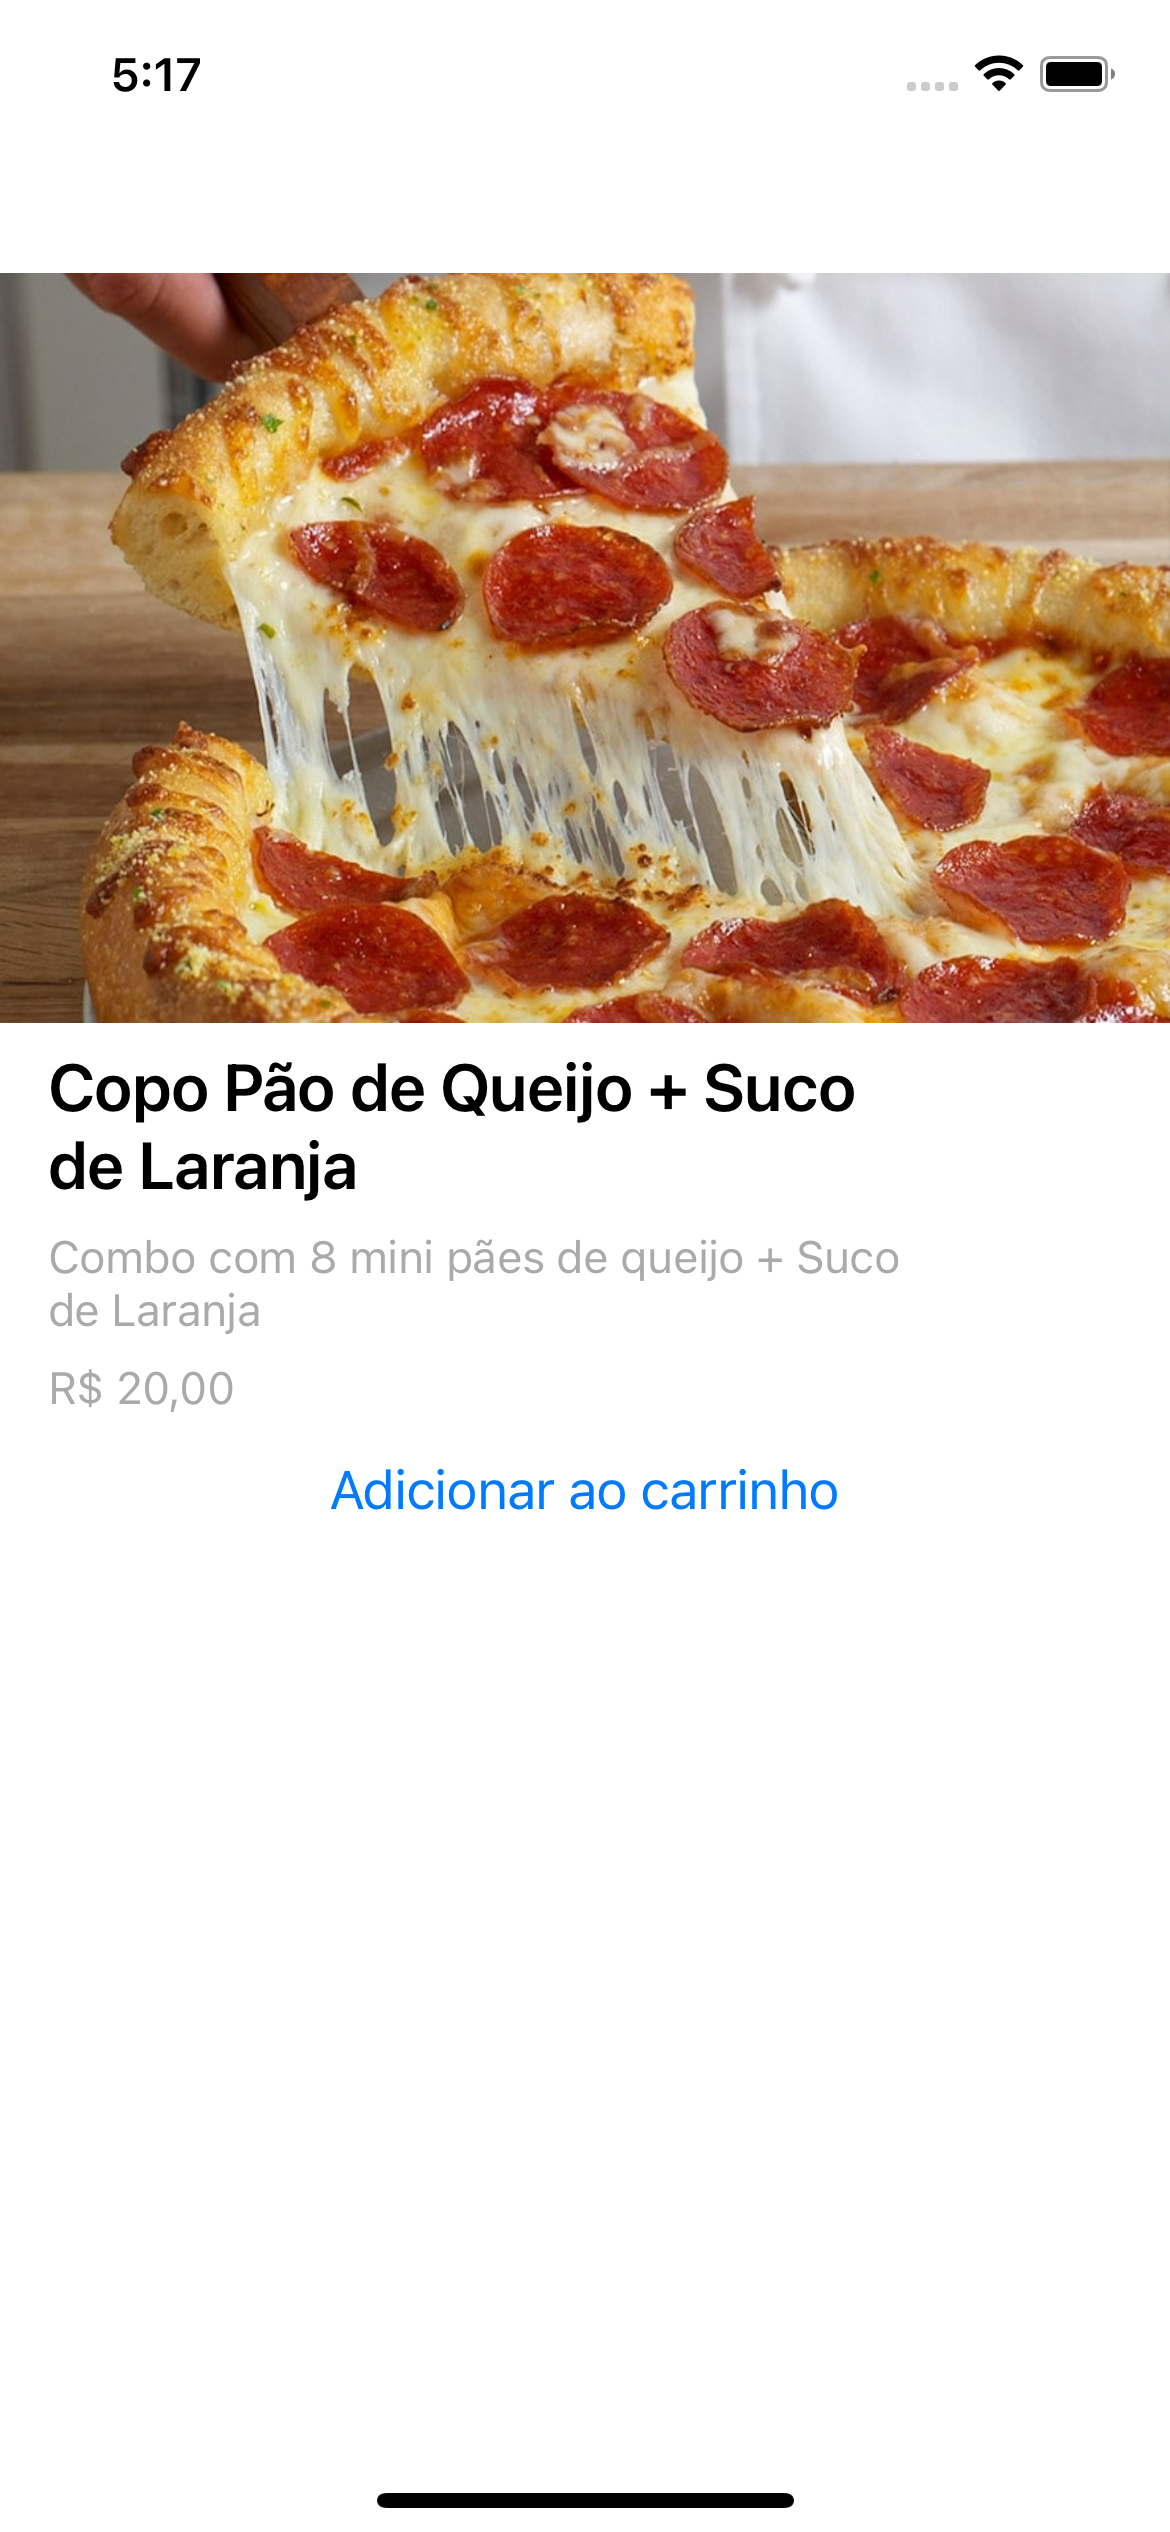 5:17
Copo Pão de Queijo + Suco
de Laranja
Combo com 8 mini pães de queijo + Suco
de Laranja
R$ 20,00
Adicionar ao carrinho